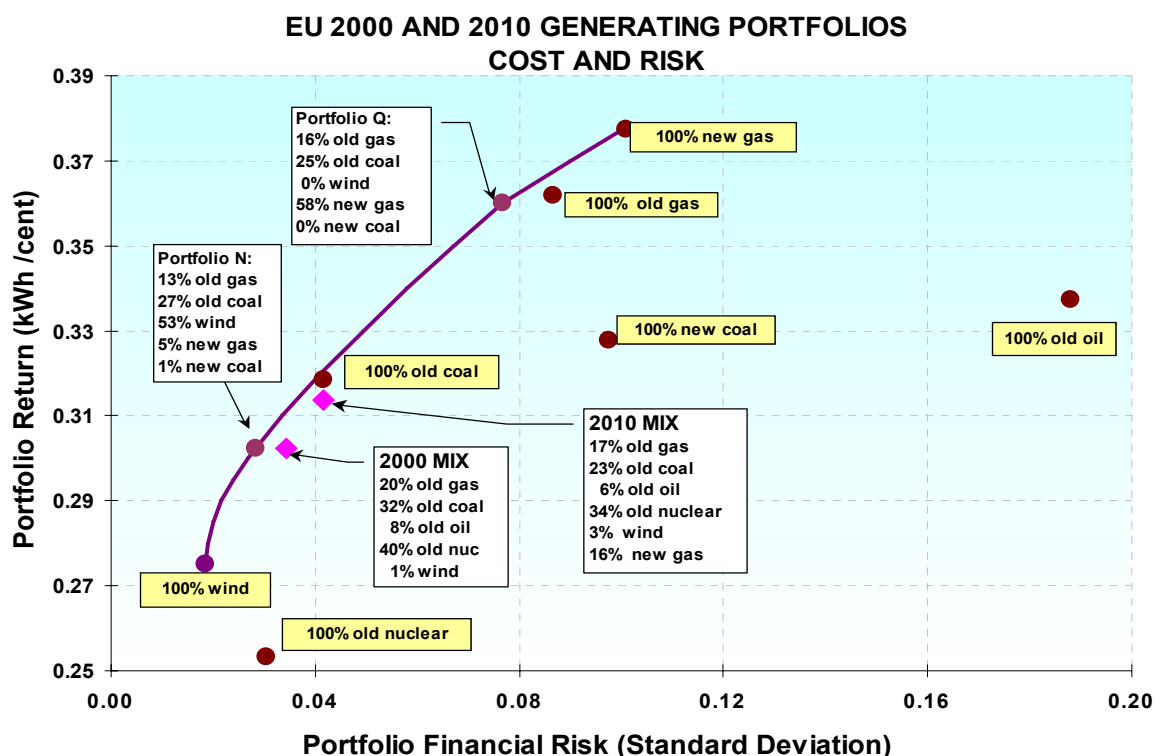 EU 2000 AND 2010 GENERATING PORTFOLIOS
COST AND RISK
Portfolio Return (kWh /cent)
0.39
0.37
0.35
0.33
0.31
0.29
0.27
0.25
Portfolio Q:
16% old gas
25% old coal
0% wind
58% new gas
0% new coal
100% new gas
100% old gas
Portfolio N:
13% old gas
27% old coal
53% wind
5% new gas
1% new coal
100% new coal
100% old oil
100% old coal
2010 MIX
17% old gas
23% old coal
6% old oil
34% old nuclear
3% wind
16% new gas
2000 MIX
20% old gas
32% old coal
8% old oil
40% old nuc
1% wind
100% wind
100% old nuclear
0.00
0.04
0.08
0.12
0.16
0.20
Portfolio Financial Risk (Standard Deviation)